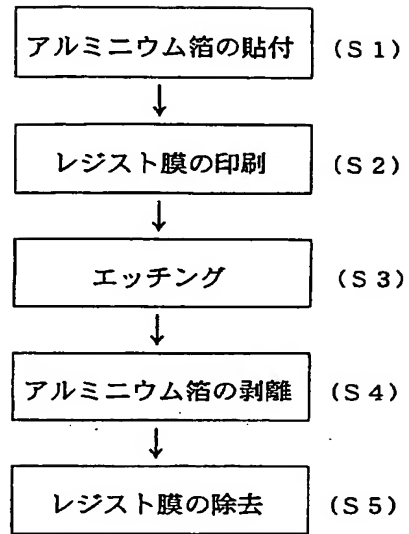 アルミニウム箔の貼付 (S1)
↓
レジスト膜の印刷 (S2)
↓
エッチング (S3)
↓
アルミニウム箔の剥離 (S4)
↓
レジスト膜の除去 (S5)